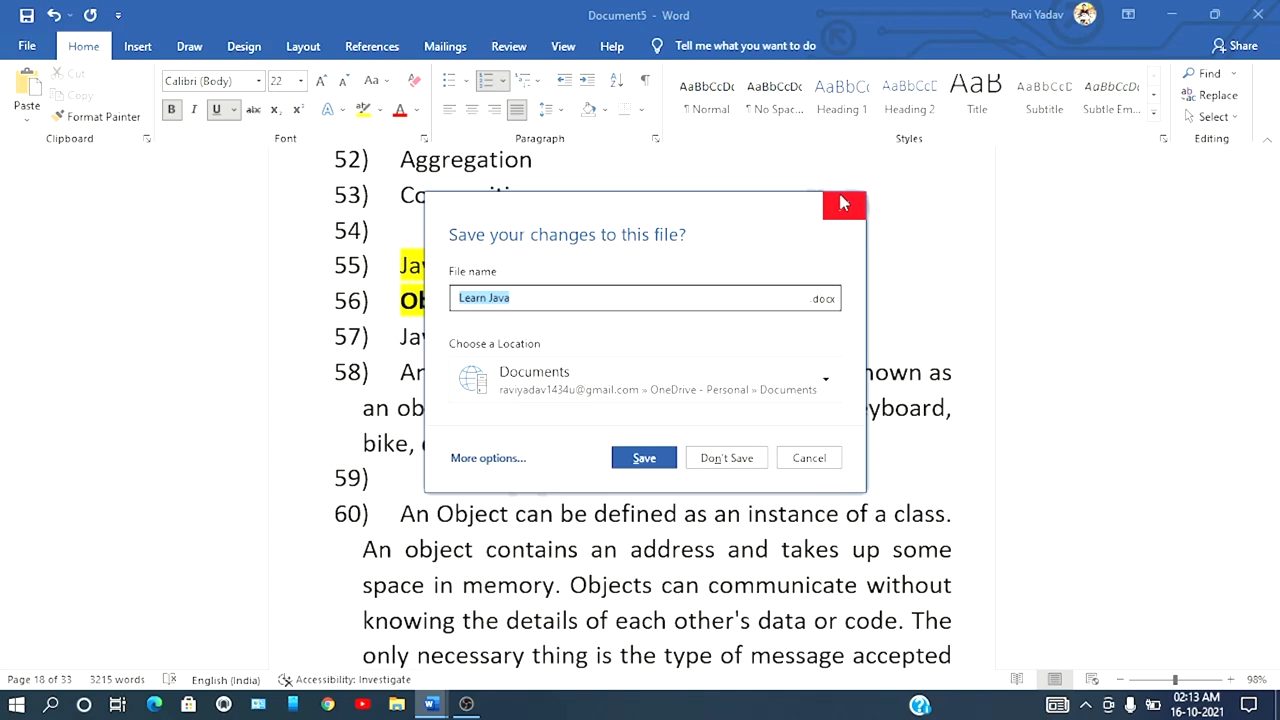 Document5 - Word
Ravi Yadav
File Home Insert Draw Design Layout References Mailings Review View Help Tell me what you want to do Share
Paste
Cut
Copy
Format Painter
Clipboard
Calibri (Body) 22
Font
Paragraph
AaBbCcDc AaBbCcDc AaBbCc AaBbCcC AaB AaBbCcD AaBbCcDc
¶ Normal ¶ No Spac... Heading 1 Heading 2 Title Subtitle Subtle Em...
Styles
Find
Replace
Select
Editing
52) Aggregation
53)
54)
55)
56)
57)
58)
an
bike,
59)
Save your changes to this file?
File name
Learn Java .docx
Choose a Location
Documents
raviyadav1434u@gmail.com » OneDrive - Personal » Documents
More options... Save Don't Save Cancel
as
60) An Object can be defined as an instance of a class.
An object contains an address and takes up some
space in memory. Objects can communicate without
knowing the details of each other's data or code. The
only necessary thing is the type of message accepted
Page 18 of 33 3215 words English (India) Accessibility: Investigate 98%
02:13 AM
16-10-2021